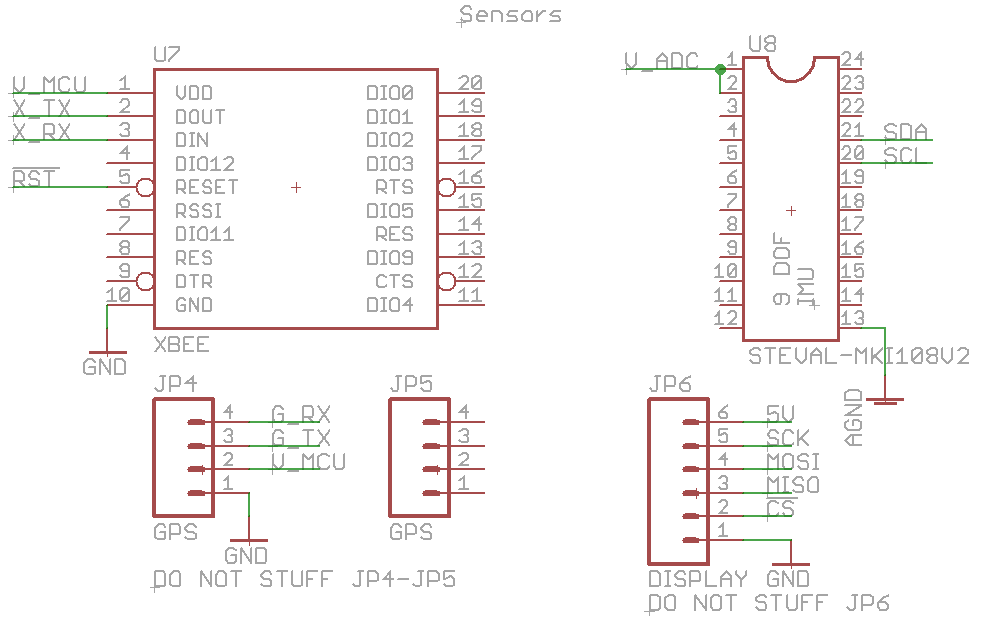 Sensors
U7
V_MCU 1 VDD DIO0 20
X_TX 2 DOUT DIO1 19
X_RX 3 DIN DIO2 18
4 DIO12 DIO3 17
RST 5 RESET RTS 16
6 RSSI DIO5 15
7 DIO11 RES 14
8 RES DIO9 13
9 DTR CTS 12
10 GND DIO4 11
GND
XBEE
U8
V_ADC 1 24
2 23
3 22
4 21 SDA
5 20 SCL
6 19
7 18
8 17
9 16
10 15
11 14
12 13
9 DOF
IMU
STEVAL-MKI108V2
AGND
JP4
4 G_RX
3 G_TX
2 V_MCU
1
GPS
GND
JP5
4
3
2
1
GPS
DO NOT STUFF JP4-JP5
JP6
6 5V
5 SCK
4 MOSI
3 MISO
2 CS
1
DISPLAY GND
DO NOT STUFF JP6